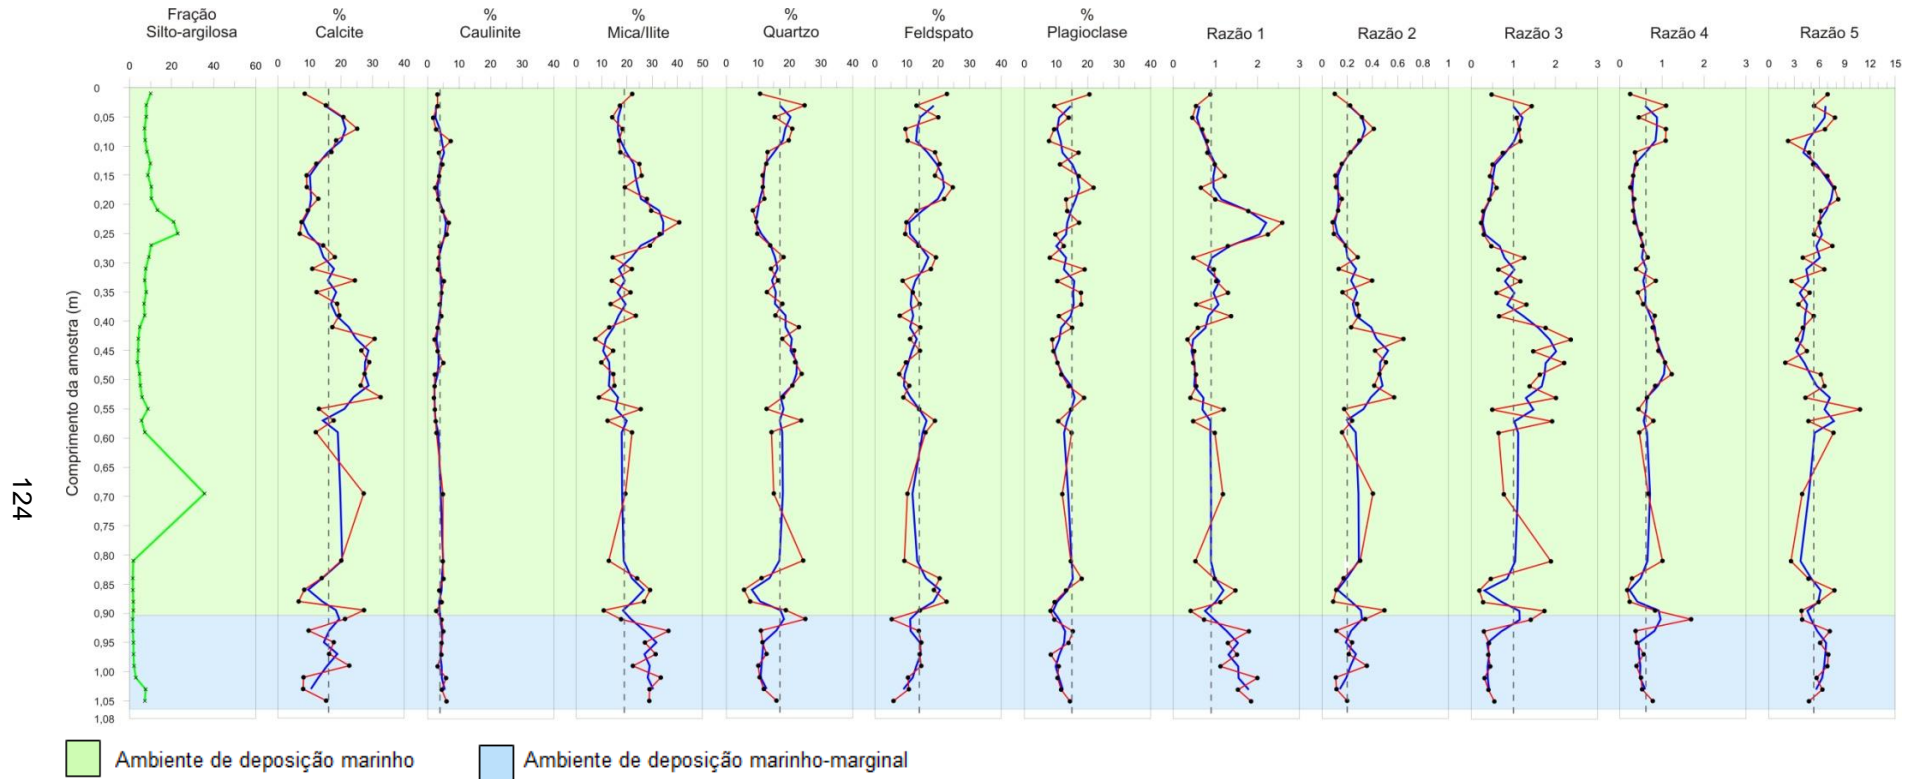 Fração
Silto-argilosa
%
Calcite
%
Caulinite
%
Mica/Ilite
%
Quartzo
%
Feldspato
%
Plagioclase
Razão 1
Razão 2
Razão 3
Razão 4
Razão 5
0 20 40 60
0 10 20 30 40
0 10 20 30 40
0 10 20 30 40 50
0 10 20 30 40
0 10 20 30 40
0 10 20 30 40
0 1 2 3
0 0.2 0.4 0.6 0.8 1
0 1 2 3
0 1 2 3
0 3 6 9 12 15
Comprimento da amostra (m)
0
0,05
0,10
0,15
0,20
0,25
0,30
0,35
0,40
0,45
0,50
0,55
0,60
0,65
0,70
0,75
0,80
0,85
0,90
0,95
1,00
1,05
1,08
124
Ambiente de deposição marinho
Ambiente de deposição marinho-marginal